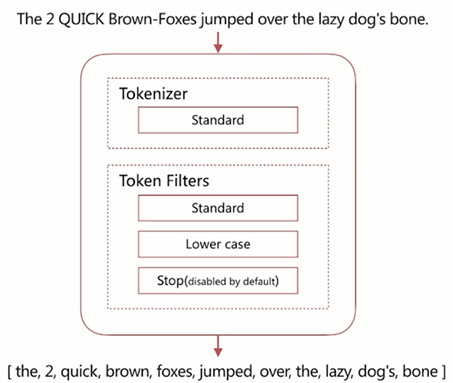 The 2 QUICK Brown-Foxes jumped over the lazy dog's bone.
Tokenizer
Standard
Token Filters
Standard
Lower case
Stop(disabled by default)
[ the, 2, quick, brown, foxes, jumped, over, the, lazy, dog's, bone ]